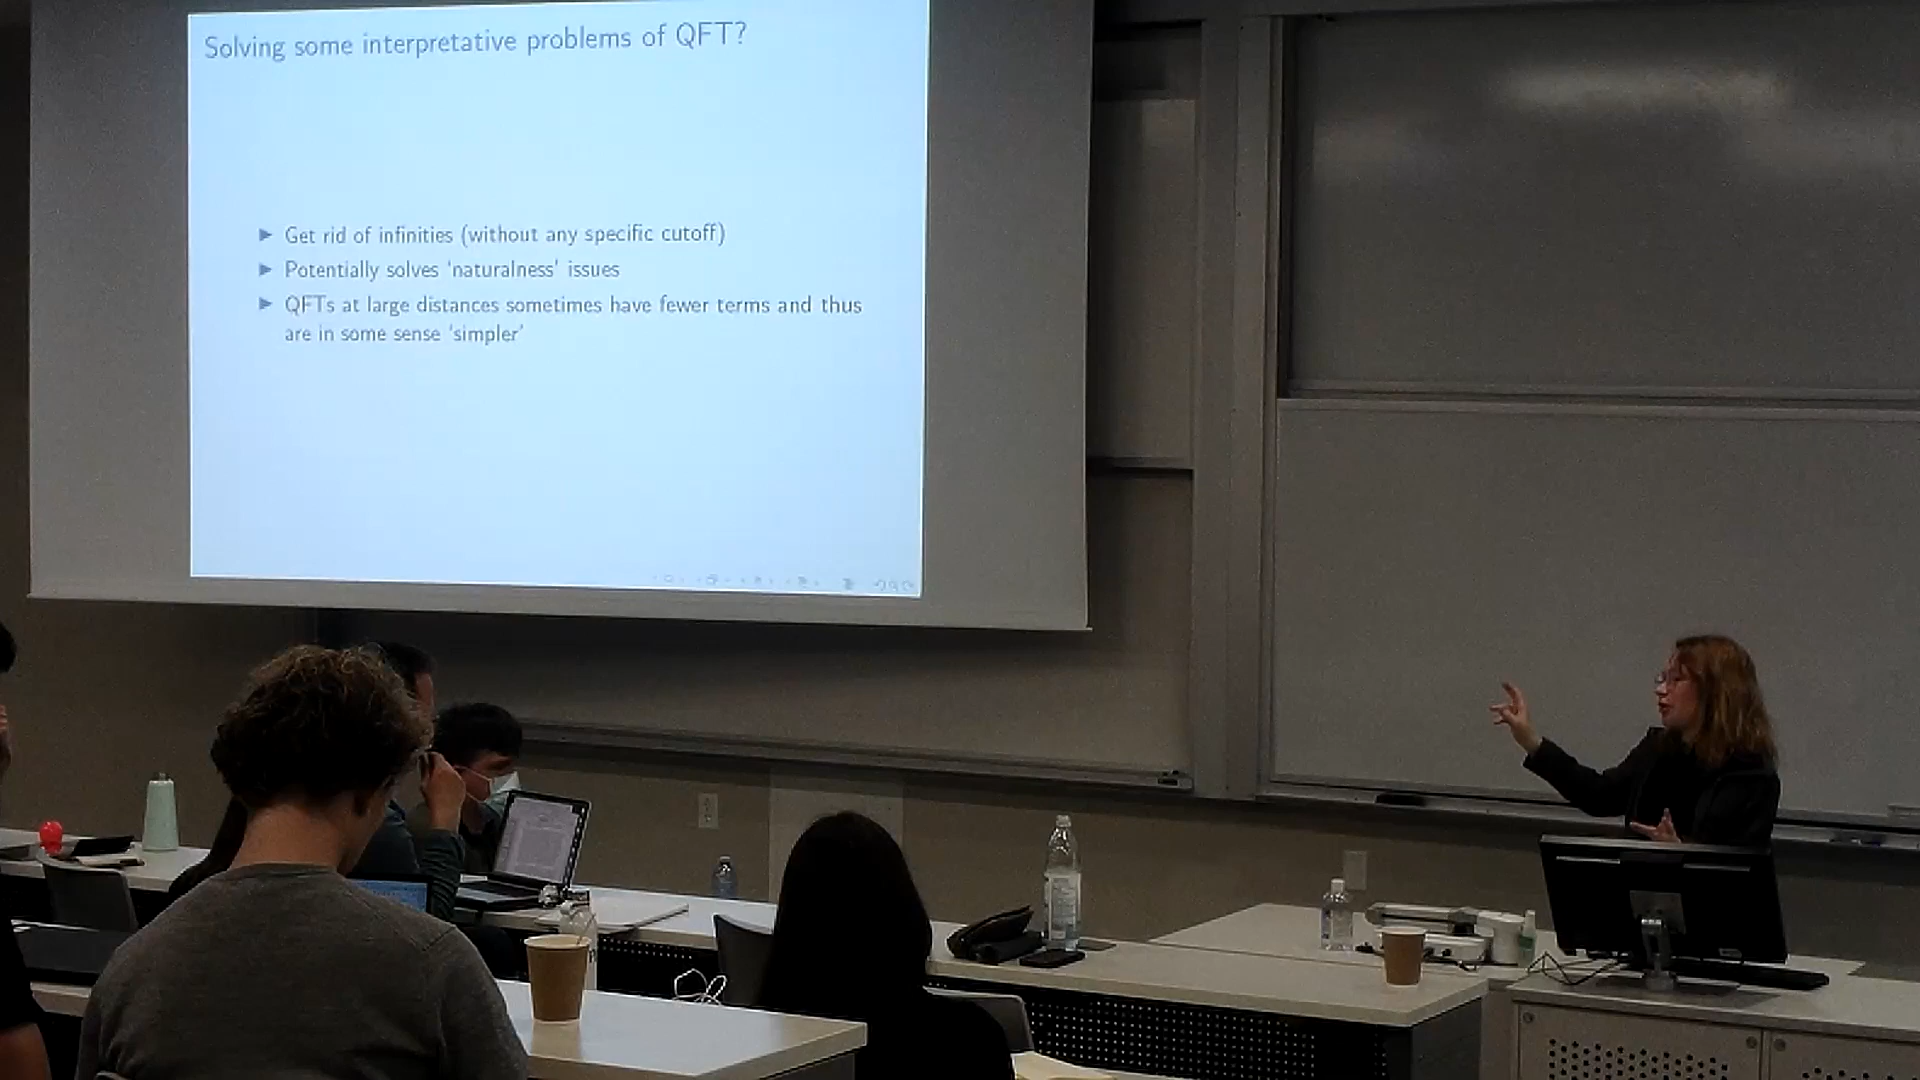 Solving some interpretative problems of QFT?
► Get rid of infinities (without any specific cutoff)
► Potentially solves ‘naturalness’ issues
► QFTs at large distances sometimes have fewer terms and thus
are in some sense ‘simpler’